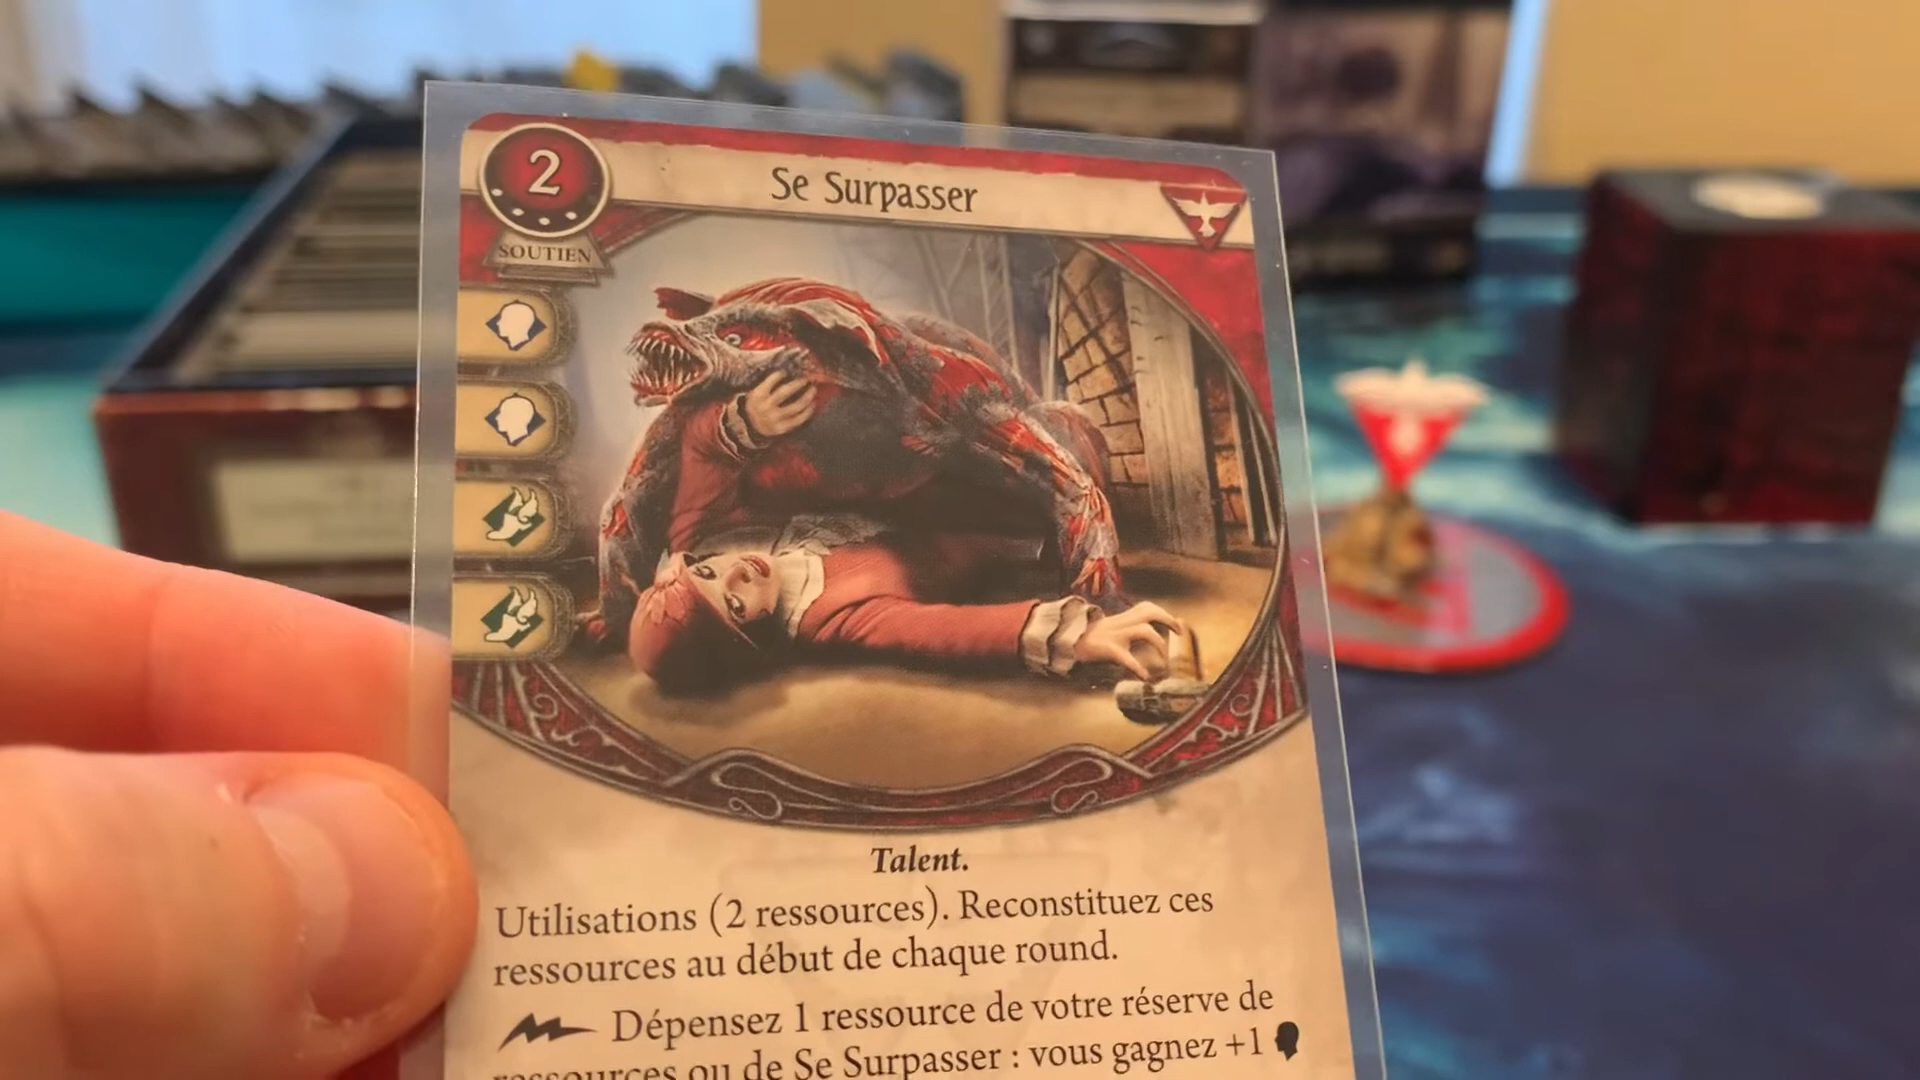 2
Se Surpasser
SOUTIEN
Talent.
Utilisations (2 ressources). Reconstituez ces
ressources au début de chaque round.
Dépensez 1 ressource de votre réserve de
ressources ou de Se Surpasser : vous gagnez +1